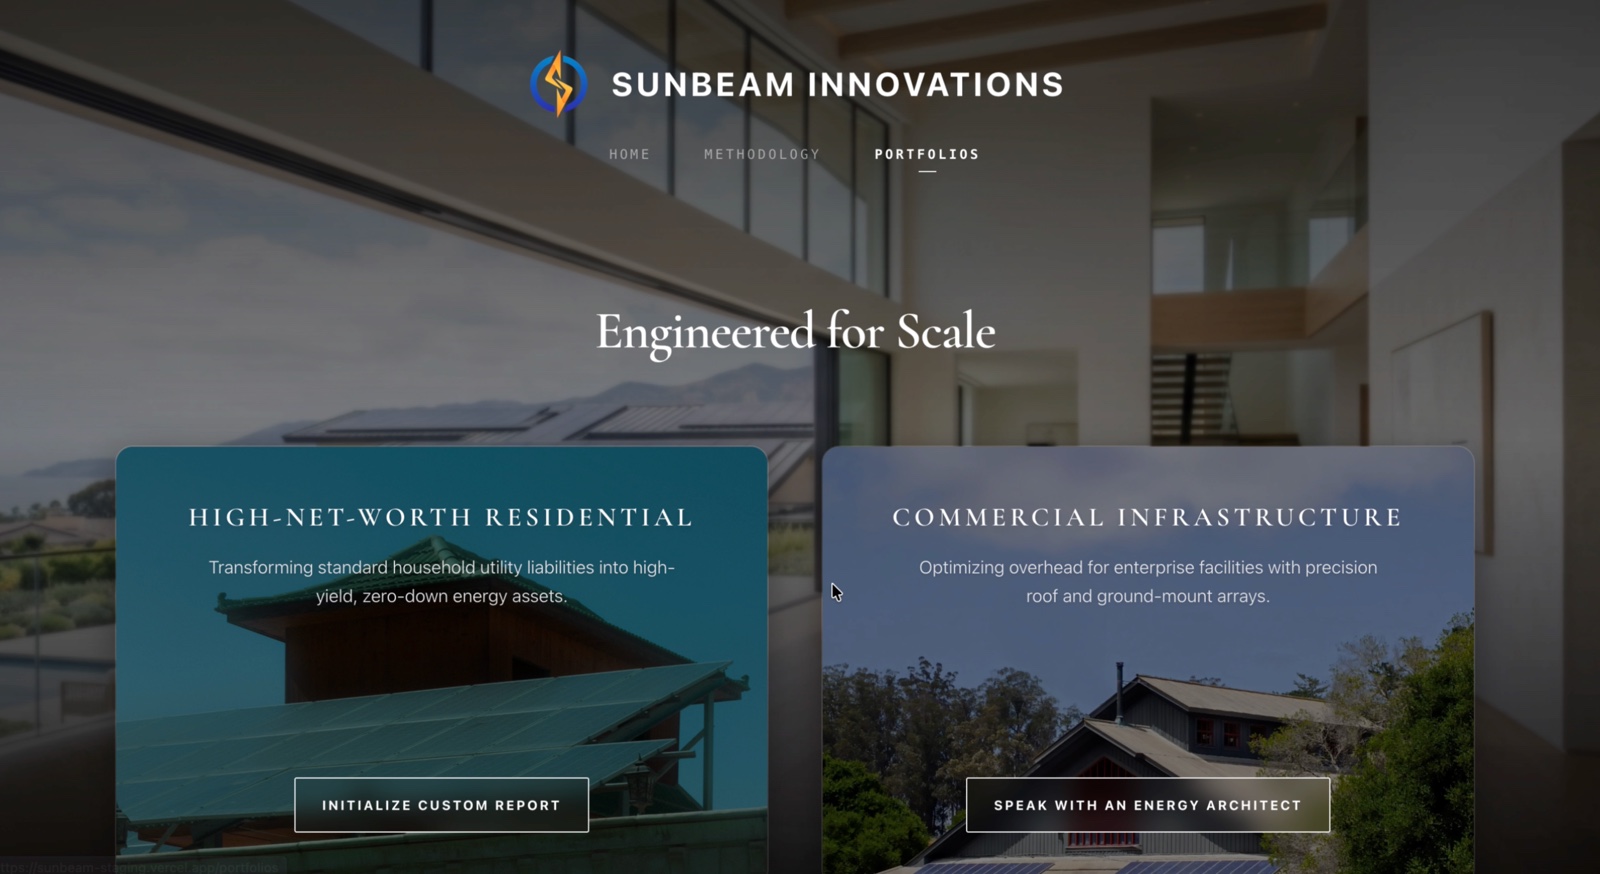 SUNBEAM INNOVATIONS
HOME METHODOLOGY PORTFOLIOS
Engineered for Scale
HIGH-NET-WORTH RESIDENTIAL
Transforming standard household utility liabilities into high-
yield, zero-down energy assets.
INITIALIZE CUSTOM REPORT
COMMERCIAL INFRASTRUCTURE
Optimizing overhead for enterprise facilities with precision
roof and ground-mount arrays.
SPEAK WITH AN ENERGY ARCHITECT